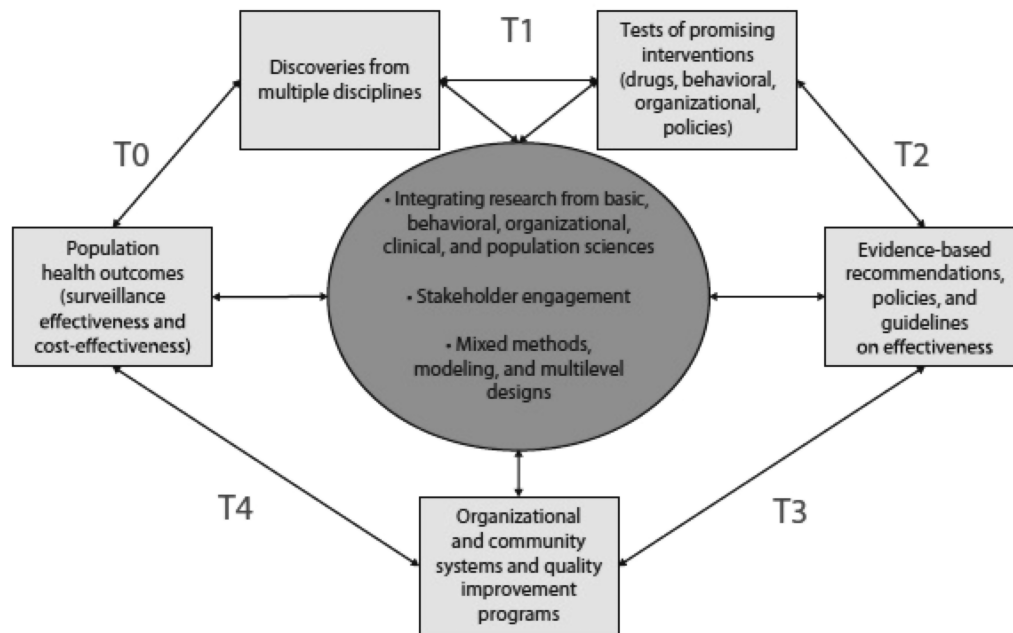 T1
Discoveries from
multiple disciplines
Tests of promising
interventions
(drugs, behavioral,
organizational,
policies)
T0
T2
• Integrating research from basic,
behavioral, organizational,
clinical, and population sciences
• Stakeholder engagement
• Mixed methods,
modeling, and multilevel
designs
Population
health outcomes
(surveillance
effectiveness and
cost-effectiveness)
Evidence-based
recommendations,
policies, and
guidelines
on effectiveness
T4
T3
Organizational
and community
systems and quality
improvement
programs